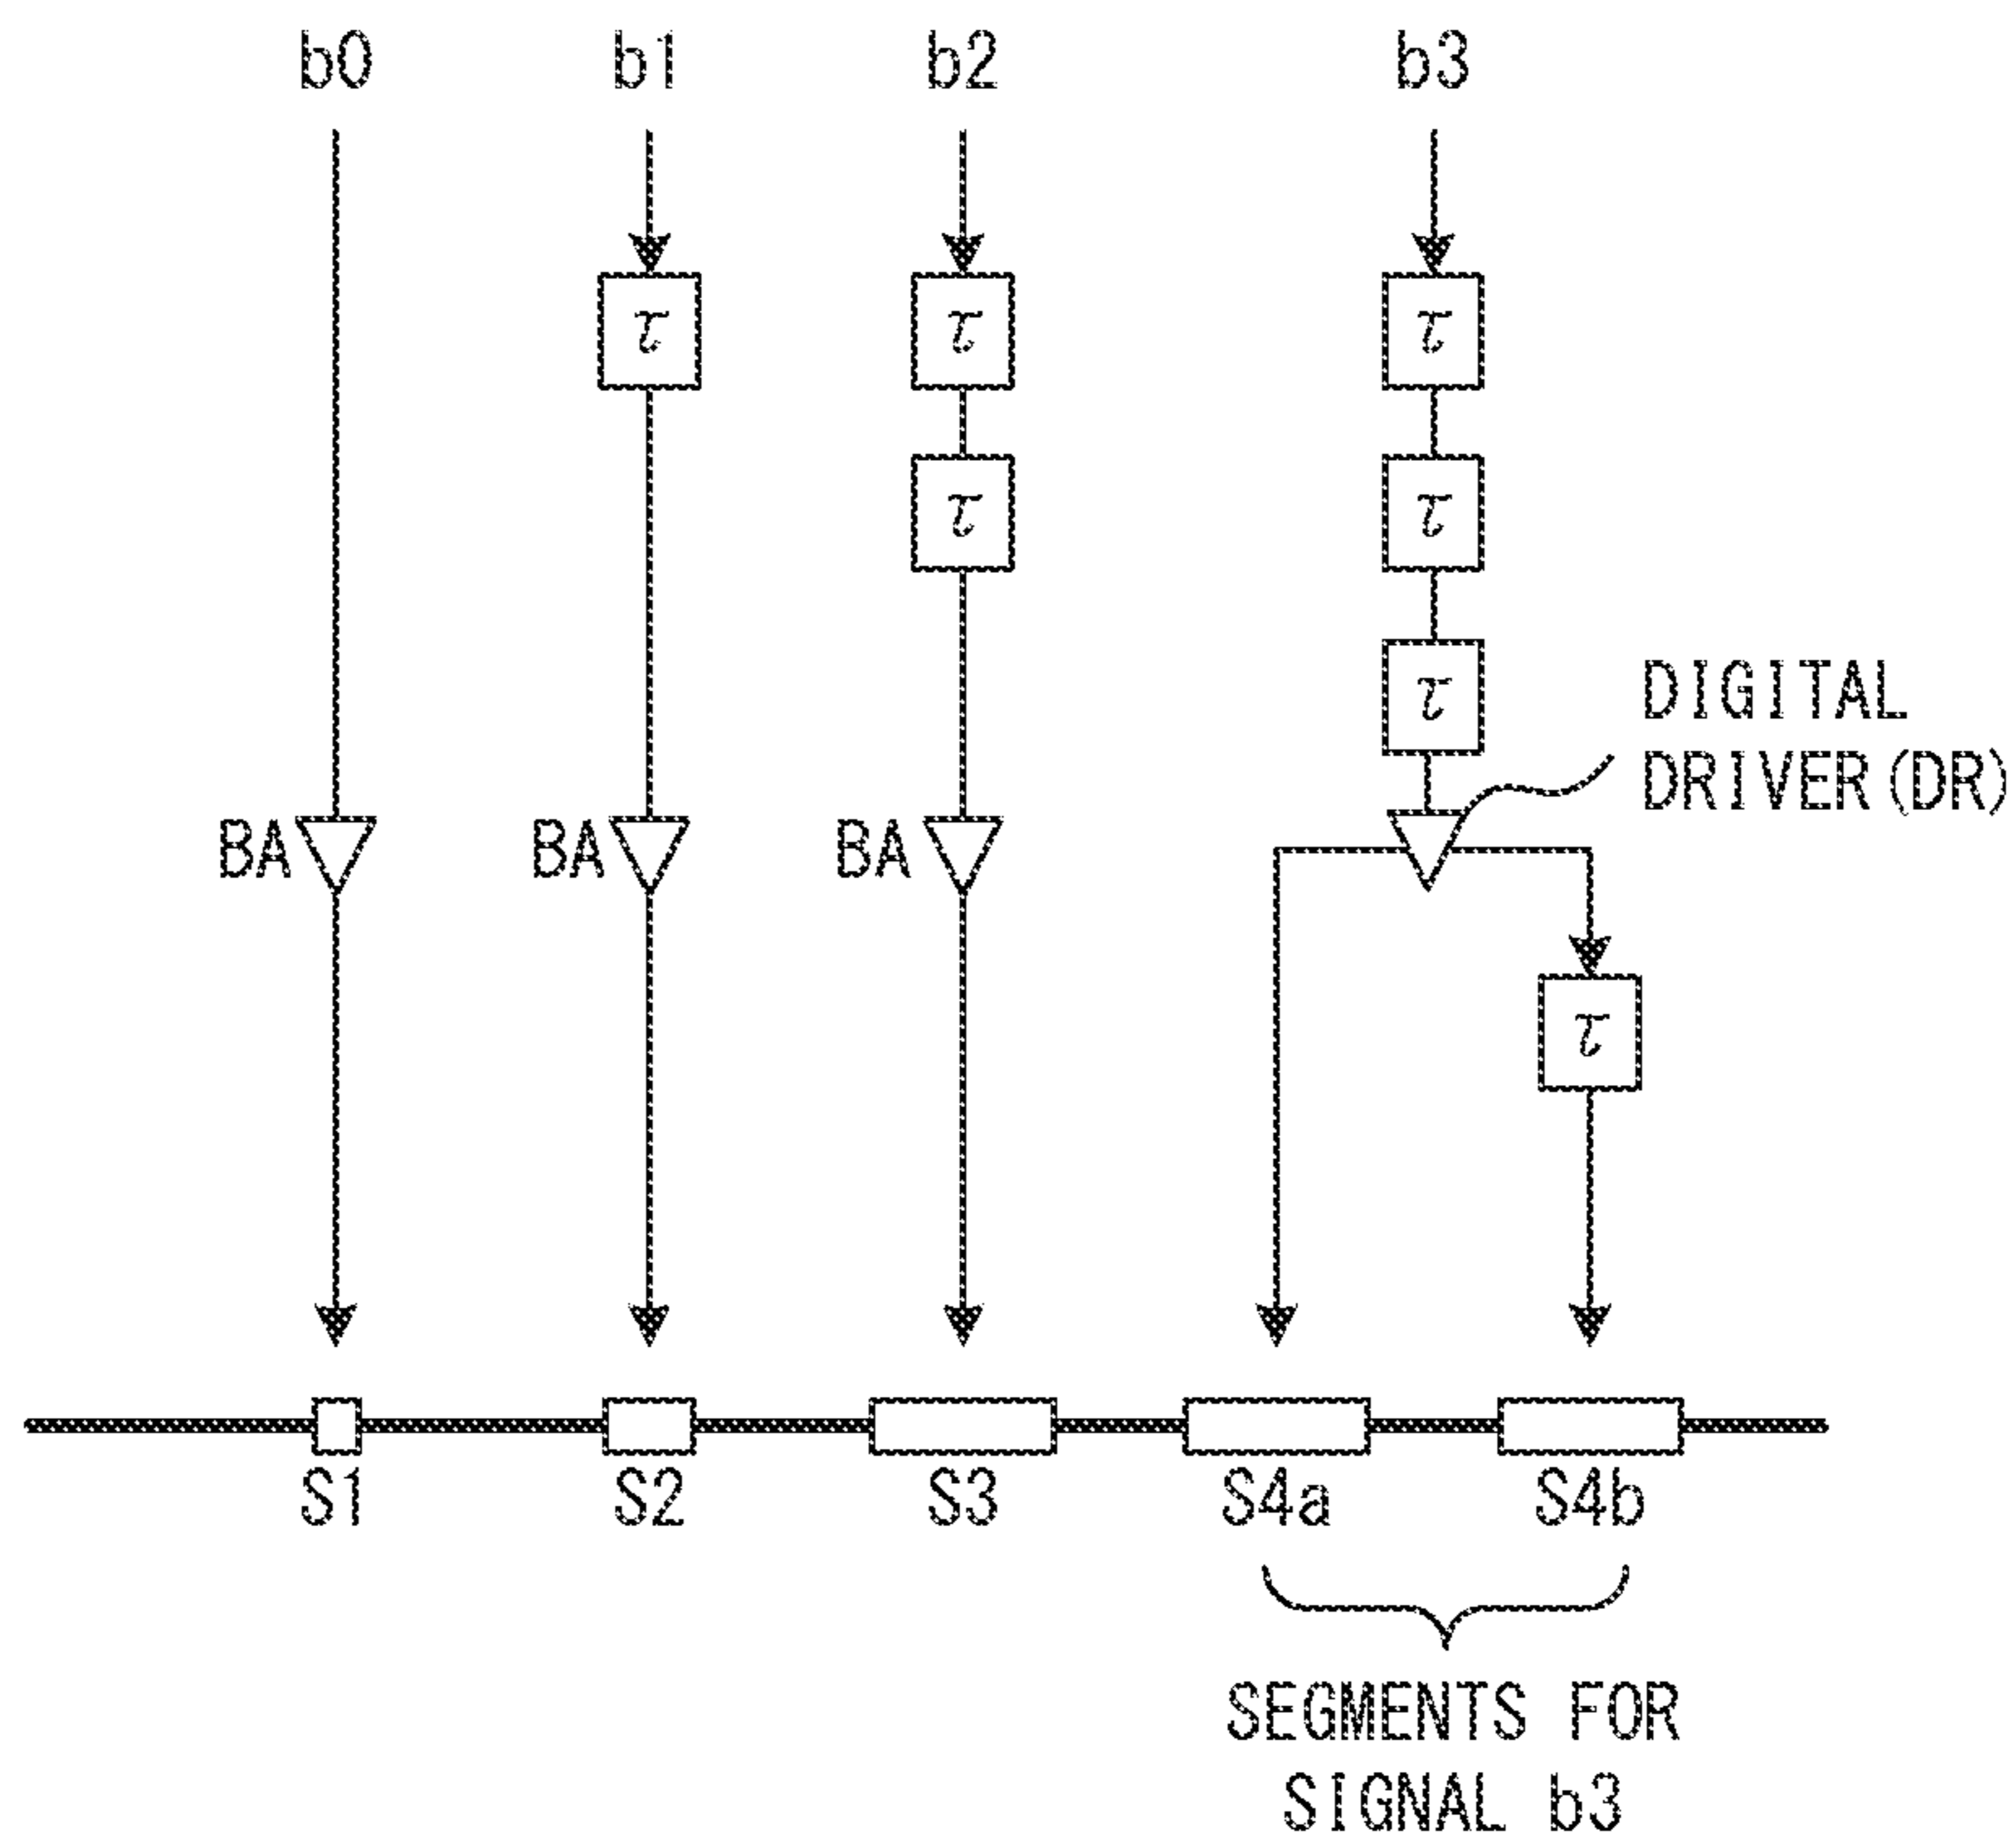 b0 b1 b2 b3
τ τ τ
τ τ
τ
DIGITAL
DRIVER(DR)
BA BA BA
τ
S1 S2 S3 S4a S4b
SEGMENTS FOR
SIGNAL b3